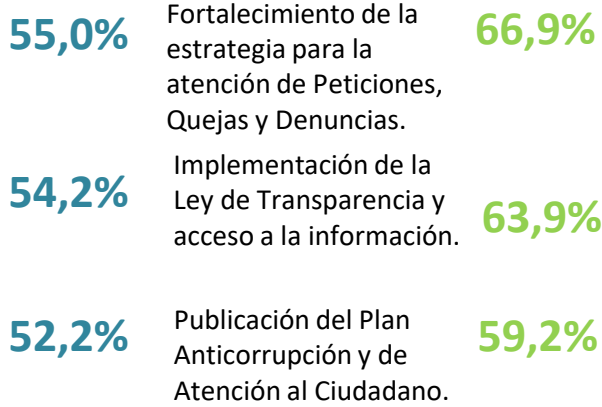 55,0%
Fortalecimiento de la
estrategia para la
atención de Peticiones,
Quejas y Denuncias.
66,9%
54,2%
Implementación de la
Ley de Transparencia y
acceso a la información.
63,9%
52,2%
Publicación del Plan
Anticorrupción y de
Atención al Ciudadano.
59,2%